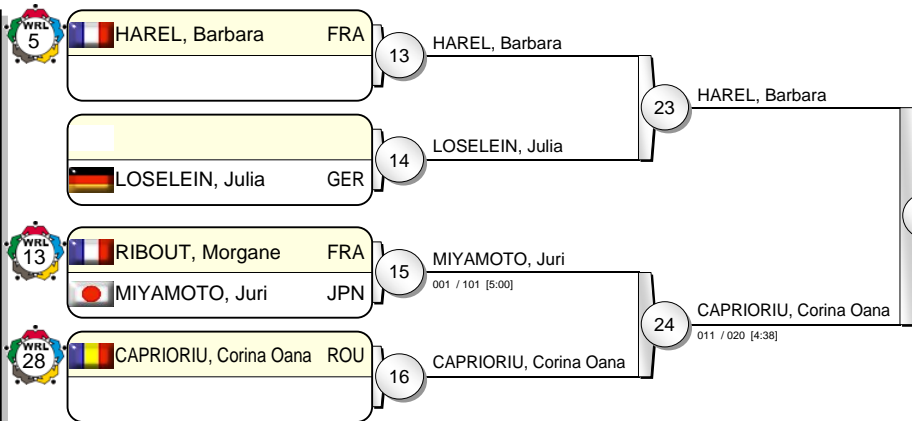 WRL
5
HAREL, Barbara FRA
13
HAREL, Barbara
23
HAREL, Barbara
14
LOSELEIN, Julia
LOSELEIN, Julia GER
WRL
13
RIBOUT, Morgane FRA
MIYAMOTO, Juri JPN
15
MIYAMOTO, Juri
001 / 101 [5:00]
24
CAPRIORIU, Corina Oana
011 / 020 [4:38]
WRL
28
CAPRIORIU, Corina Oana ROU
16
CAPRIORIU, Corina Oana